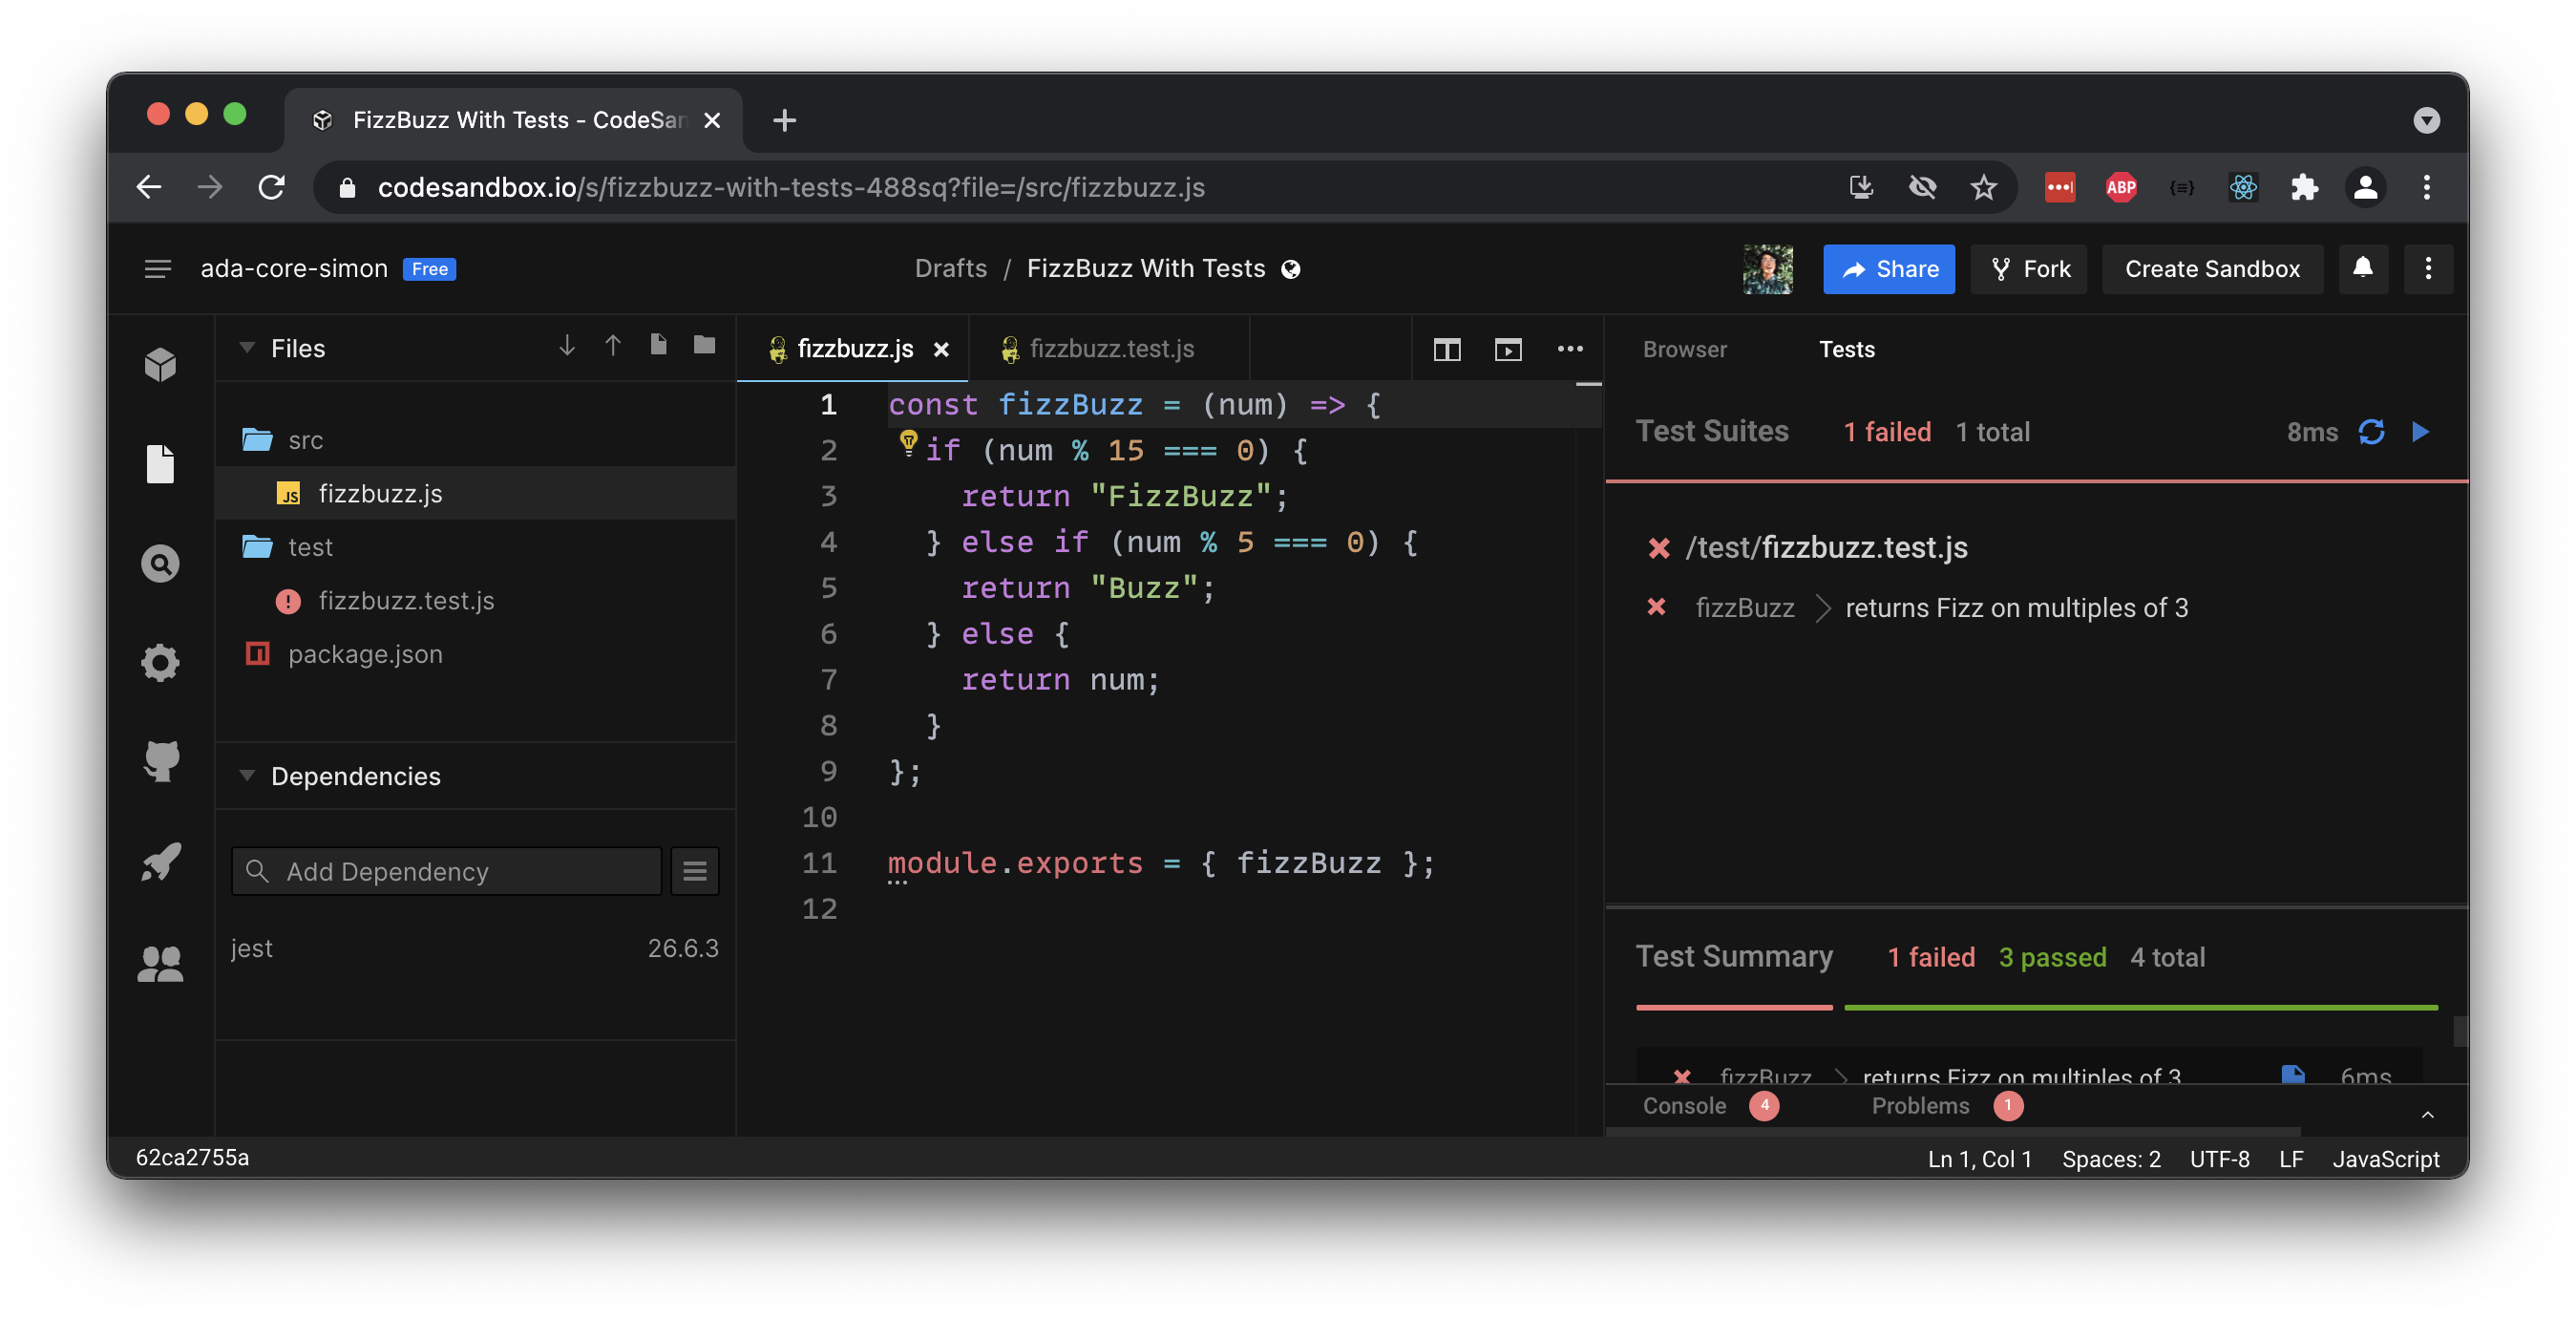 FizzBuzz With Tests - CodeSan
codesandbox.io/s/fizzbuzz-with-tests-488sq?file=/src/fizzbuzz.js
ABP
ada-core-simon Free
Drafts / FizzBuzz With Tests
Share Fork Create Sandbox
Files
src
JS fizzbuzz.js
test
fizzbuzz.test.js
package.json
Dependencies
Add Dependency
jest 26.6.3
fizzbuzz.js fizzbuzz.test.js
1 const fizzBuzz = (num) => {
2   if (num % 15 === 0) {
3     return "FizzBuzz";
4   } else if (num % 5 === 0) {
5     return "Buzz";
6   } else {
7     return num;
8   }
9 };
10
11 module.exports = { fizzBuzz };
12
Browser Tests
Test Suites 1 failed 1 total 8ms
/test/fizzbuzz.test.js
fizzBuzz > returns Fizz on multiples of 3
Test Summary 1 failed 3 passed 4 total
fizzBuzz > returns Fizz on multiples of 3 6ms
Console 4 Problems 1
62ca2755a
Ln 1, Col 1 Spaces: 2 UTF-8 LF JavaScript